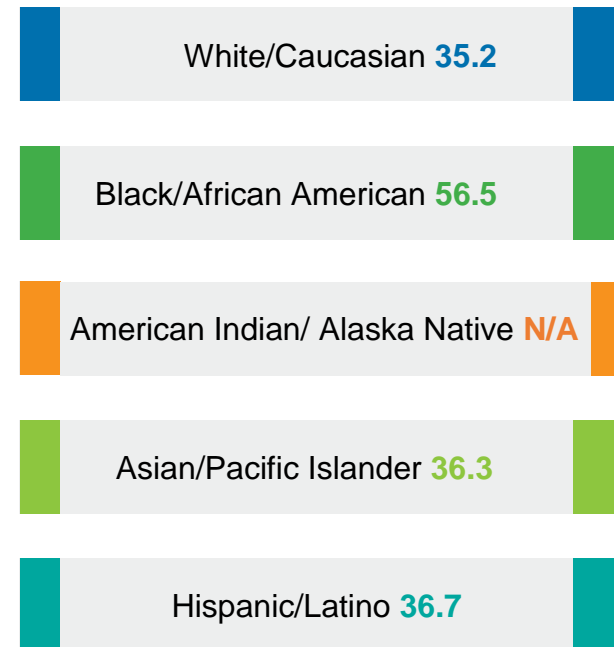 White/Caucasian 35.2
Black/African American 56.5
American Indian/ Alaska Native N/A
Asian/Pacific Islander 36.3
Hispanic/Latino 36.7